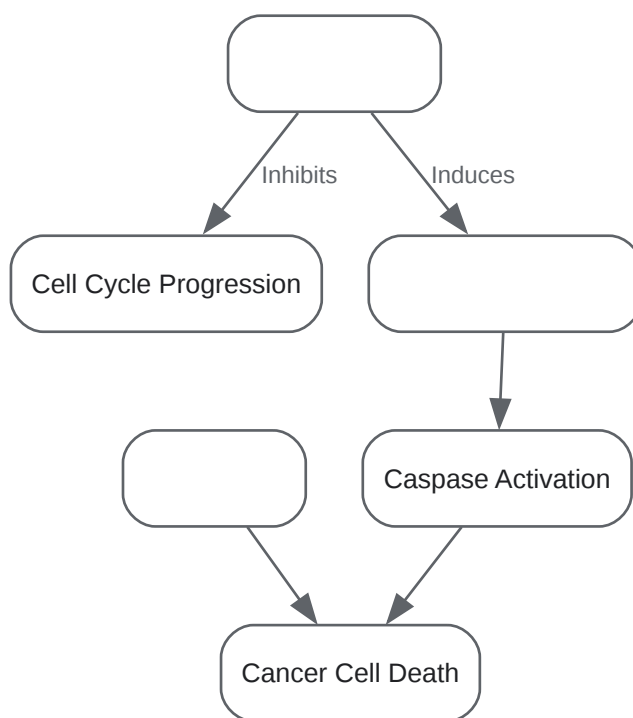 Inhibits
Induces
Cell Cycle Progression
Caspase Activation
Cancer Cell Death